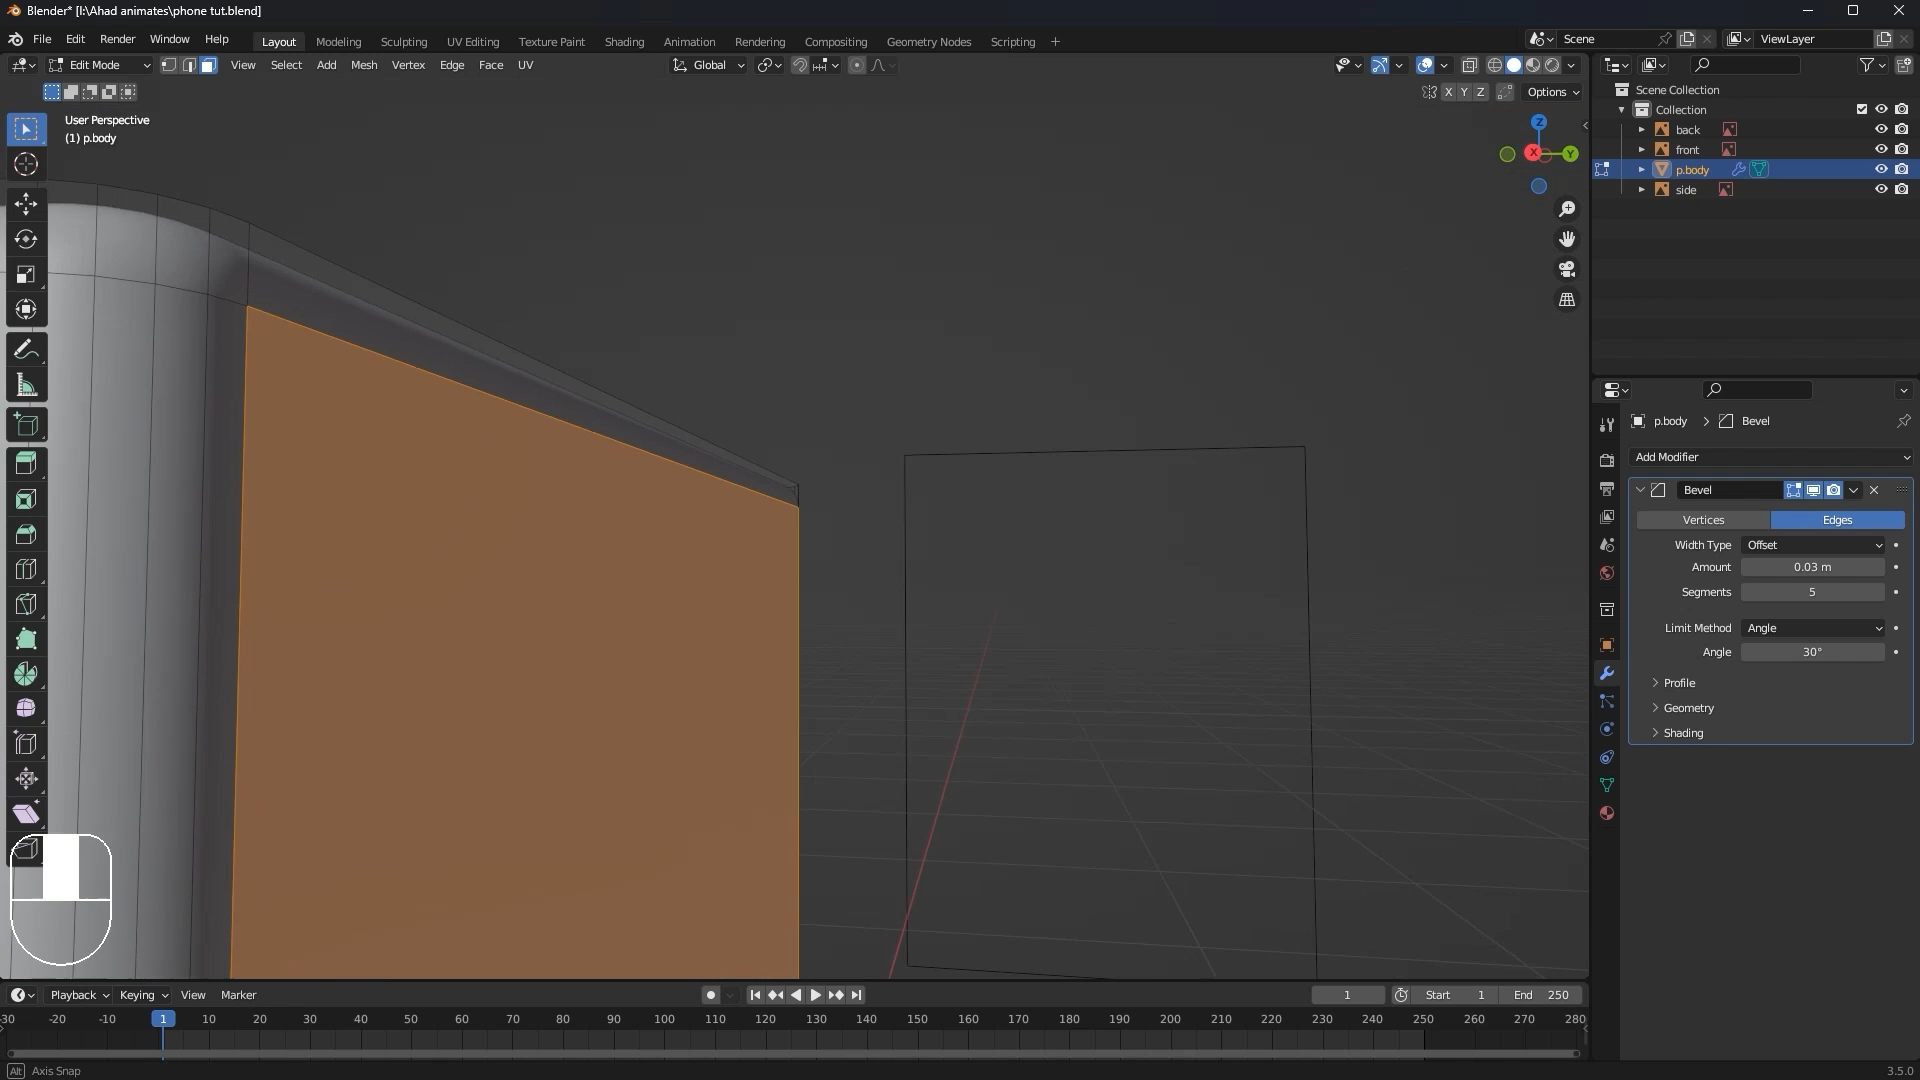 Blender* [I:\Ahad animates\phone tut.blend]
File Edit Render Window Help
Layout Modeling Sculpting UV Editing Texture Paint Shading Animation Rendering Compositing Geometry Nodes Scripting
Scene ViewLayer
Edit Mode View Select Add Mesh Vertex Edge Face UV
Global
X Y Z Options
User Perspective
(1) p.body
Z
X
Y
Scene Collection
Collection
back
front
p.body
side
p.body > Bevel
Add Modifier
Bevel
Vertices Edges
Width Type Offset
Amount 0.03 m
Segments 5
Limit Method Angle
Angle 30°
Profile
Geometry
Shading
Playback Keying View Marker
1 Start 1 End 250
-30 -20 -10 1 10 20 30 40 50 60 70 80 90 100 110 120 130 140 150 160 170 180 190 200 210 220 230 240 250 260 270 280
Alt Axis Snap
3.5.0